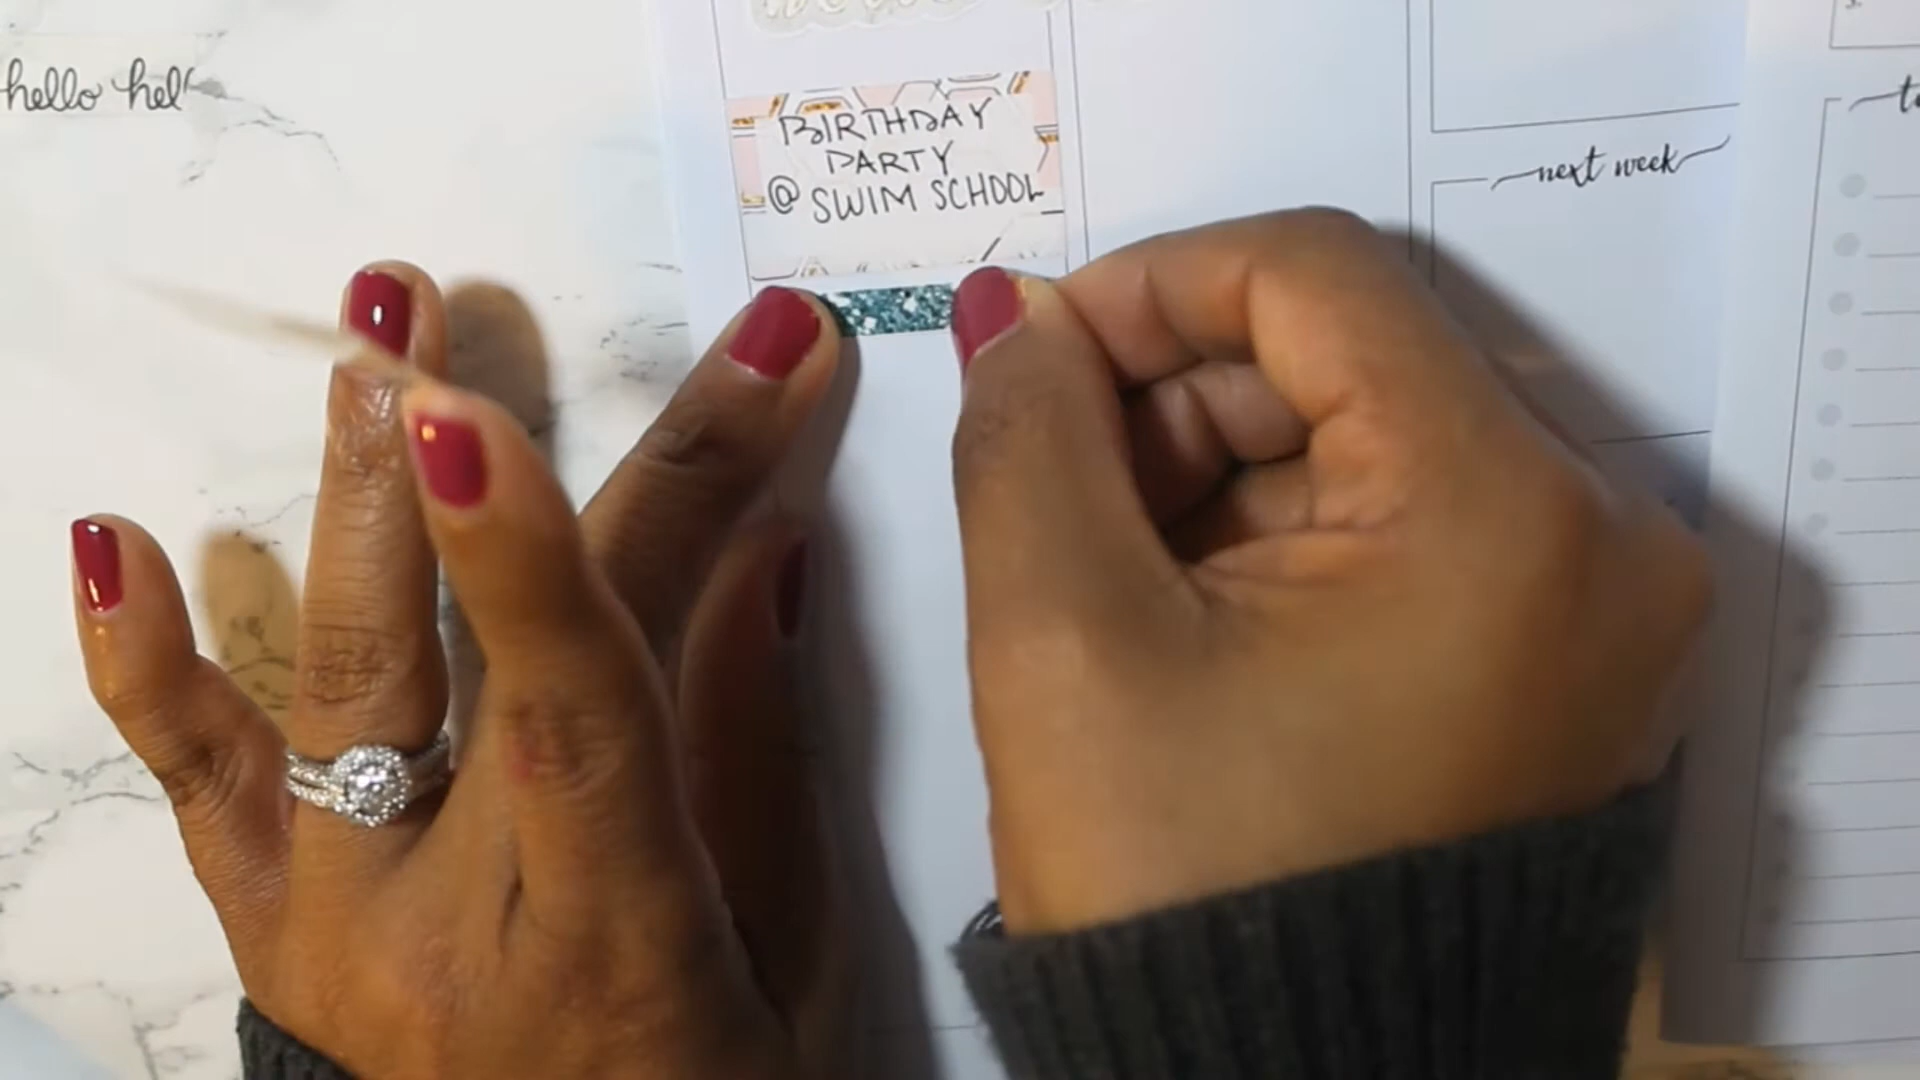 hello hel
BIRTHDAY
PARTY
@ SWIM SCHOOL
next week